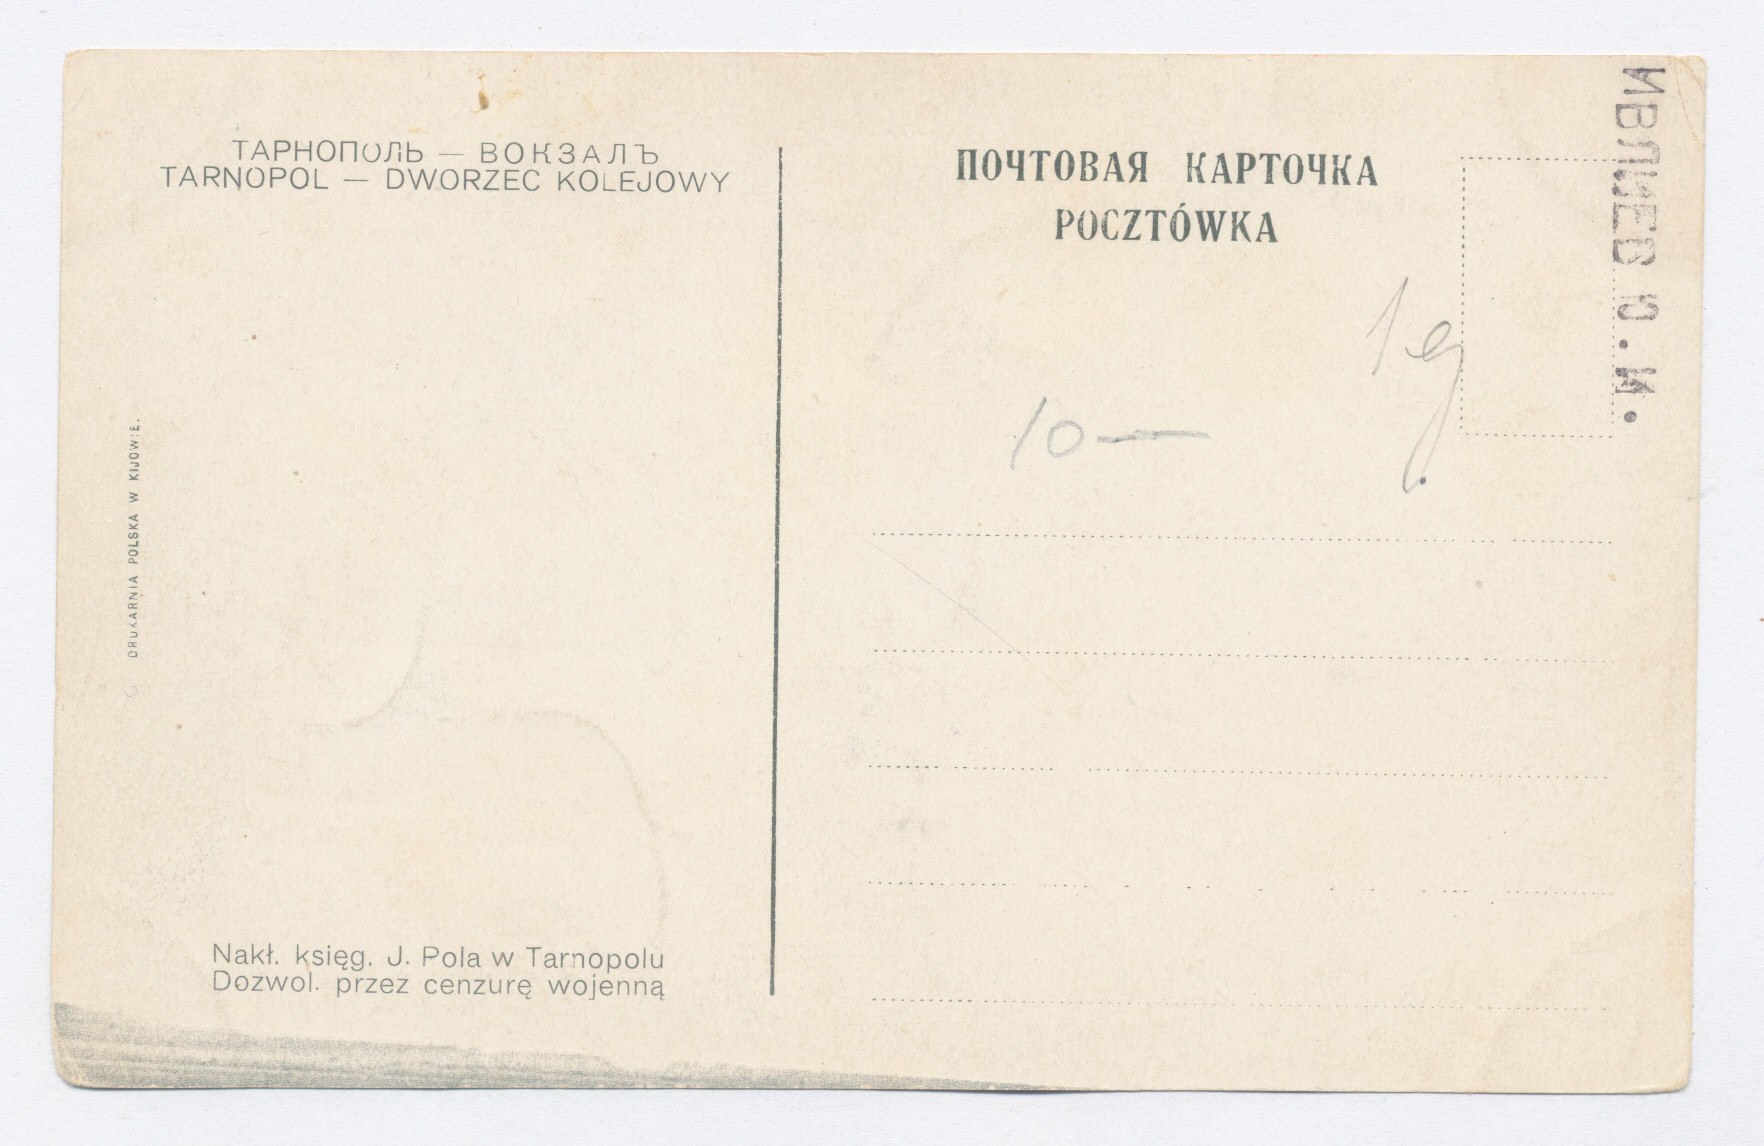 ТАРНОПОЛЬ — ВОКЗАЛЪ
TARNOPOL — DWORZEC KOLEJOWY
DRUKARNIA POLSKA W KIJOWIE.
Nakł. księg. J. Pola w Tarnopolu
Dozwol. przez cenzurę wojenną
ПОЧТОВАЯ КАРТОЧКА
POCZTÓWKA
10 —
ИВЛИЕВ Ю. И.